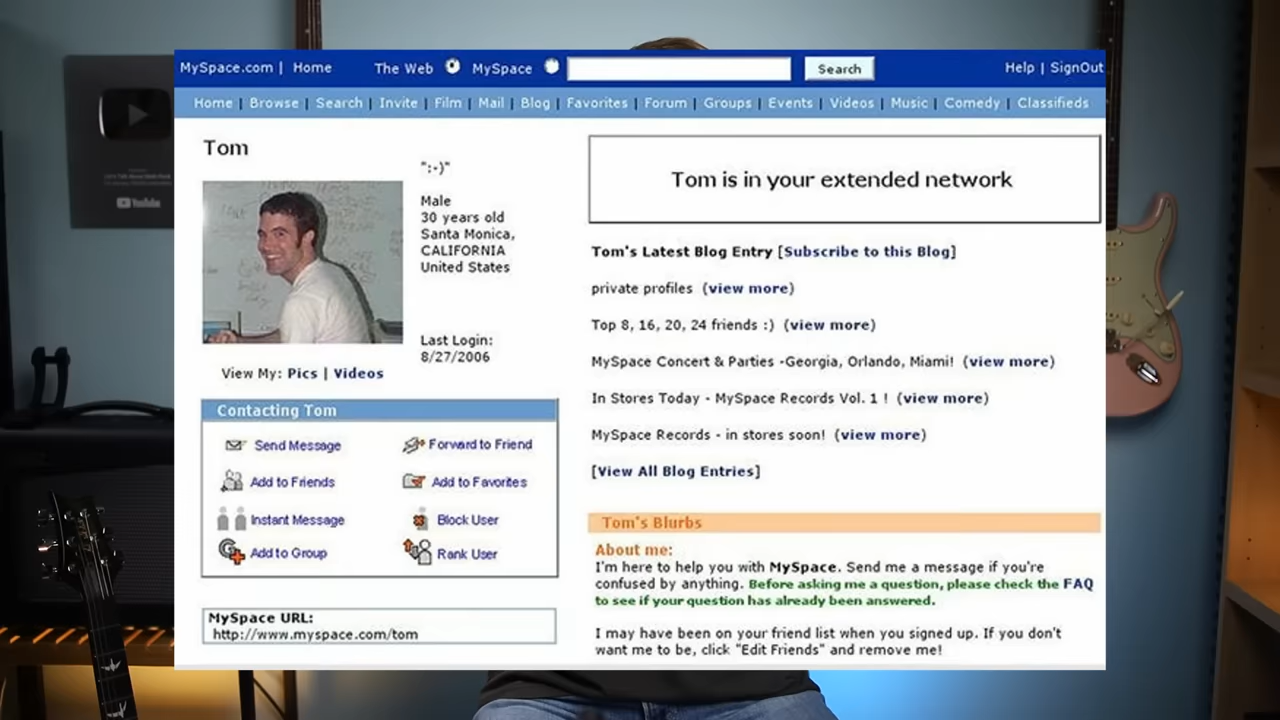 MySpace.com | Home
The Web MySpace Search
Help | SignOut
Home | Browse | Search | Invite | Film | Mail | Blog | Favorites | Forum | Groups | Events | Videos | Music | Comedy | Classifieds
Tom
":-)"
Male
30 years old
Santa Monica,
CALIFORNIA
United States
Last Login:
8/27/2006
View My: Pics | Videos
Contacting Tom
Send Message
Forward to Friend
Add to Friends
Add to Favorites
Instant Message
Block User
Add to Group
Rank User
MySpace URL:
http://www.myspace.com/tom
Tom is in your extended network
Tom's Latest Blog Entry [Subscribe to this Blog]
private profiles (view more)
Top 8, 16, 20, 24 friends :) (view more)
MySpace Concert & Parties -Georgia, Orlando, Miami! (view more)
In Stores Today - MySpace Records Vol. 1 ! (view more)
MySpace Records - in stores soon! (view more)
[View All Blog Entries]
Tom's Blurbs
About me:
I'm here to help you with MySpace. Send me a message if you're
confused by anything. Before asking me a question, please check the FAQ
to see if your question has already been answered.
I may have been on your friend list when you signed up. If you don't
want me to be, click "Edit Friends" and remove me!
YouTube